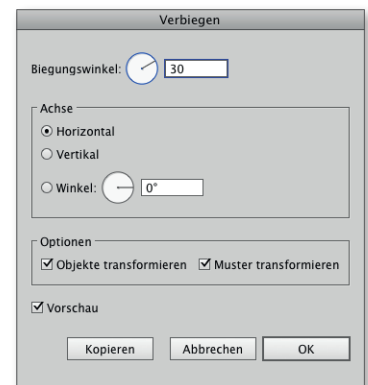 Verbiegen
Biegungswinkel: 30
Achse
Horizontal
Vertikal
Winkel: 0°
Optionen
Objekte transformieren Muster transformieren
Vorschau
Kopieren Abbrechen OK